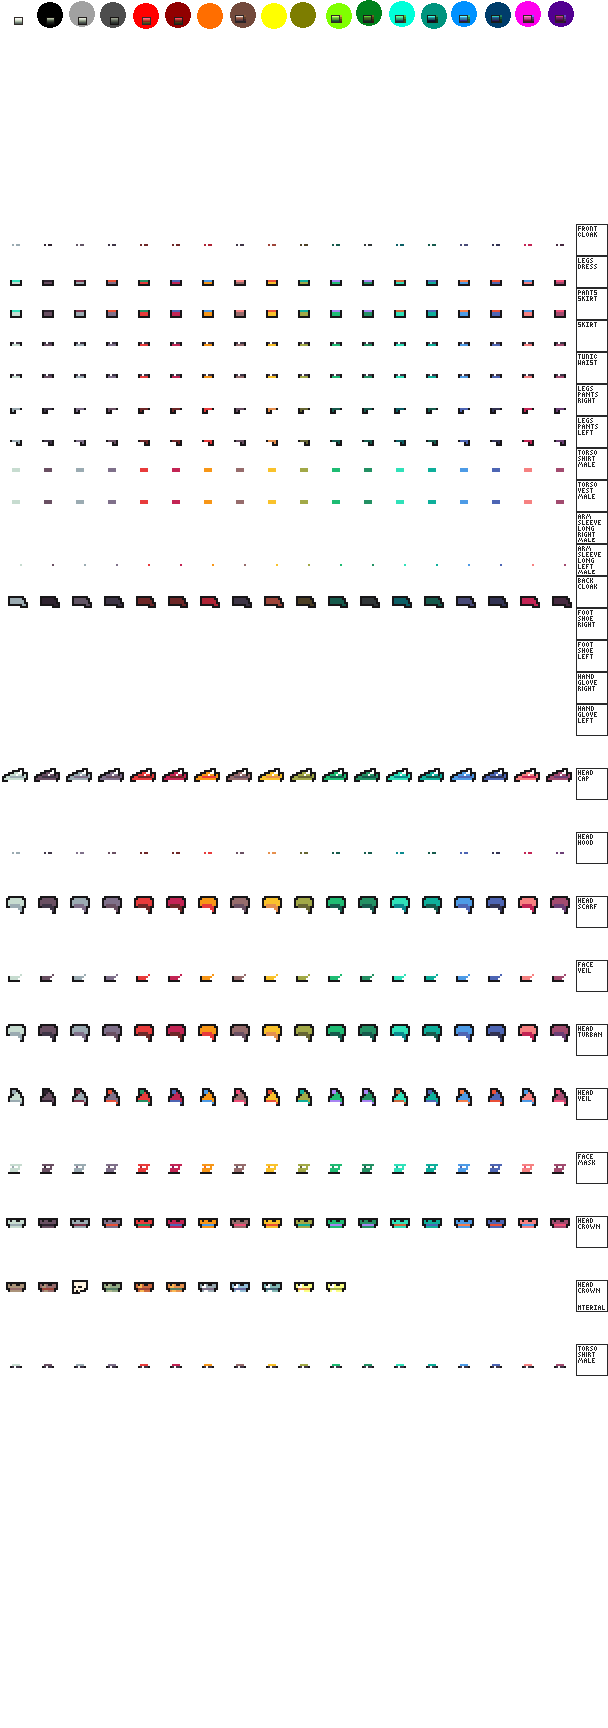 FRONT
CLOAK
LEGS
DRESS
PANTS
SKIRT
SKIRT
TUNIC
WAIST
LEGS
PANTS
RIGHT
LEGS
PANTS
LEFT
TORSO
SHIRT
MALE
TORSO
VEST
MALE
ARM
SLEEVE
LONG
RIGHT
MALE
ARM
SLEEVE
LONG
LEFT
MALE
BACK
CLOAK
FOOT
SHOE
RIGHT
FOOT
SHOE
LEFT
HAND
GLOVE
RIGHT
HAND
GLOVE
LEFT
HEAD
CAP
HEAD
HOOD
HEAD
SCARF
FACE
VEIL
HEAD
TURBAN
HEAD
VEIL
FACE
MASK
HEAD
CROWN
HEAD
CROWN
MTERIAL
TORSO
SHIRT
MALE